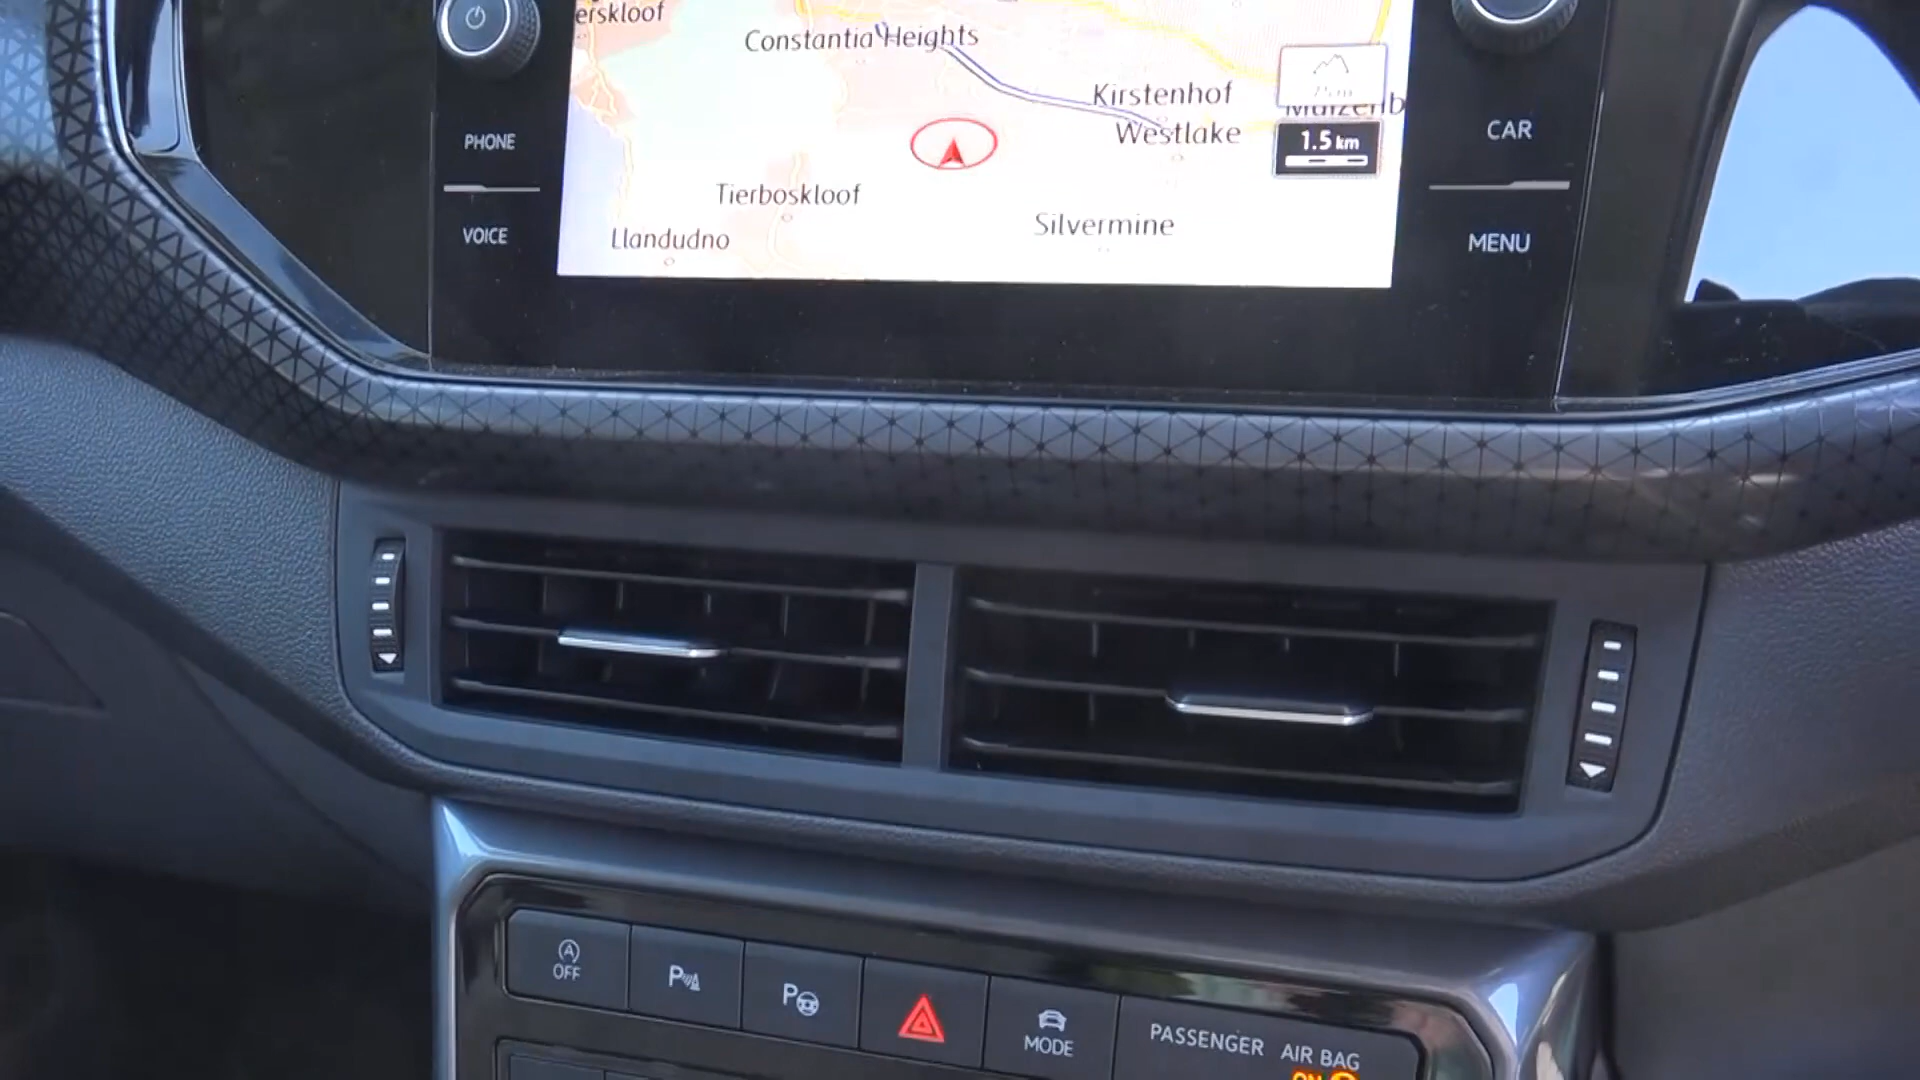 erskloof
Constantia Heights
Kirstenhof
Westlake
1.5 km
Tierboskloof
Silvermine
Llandudno
PHONE
VOICE
CAR
MENU
A
OFF
P
P
MODE
PASSENGER AIR BAG
ON